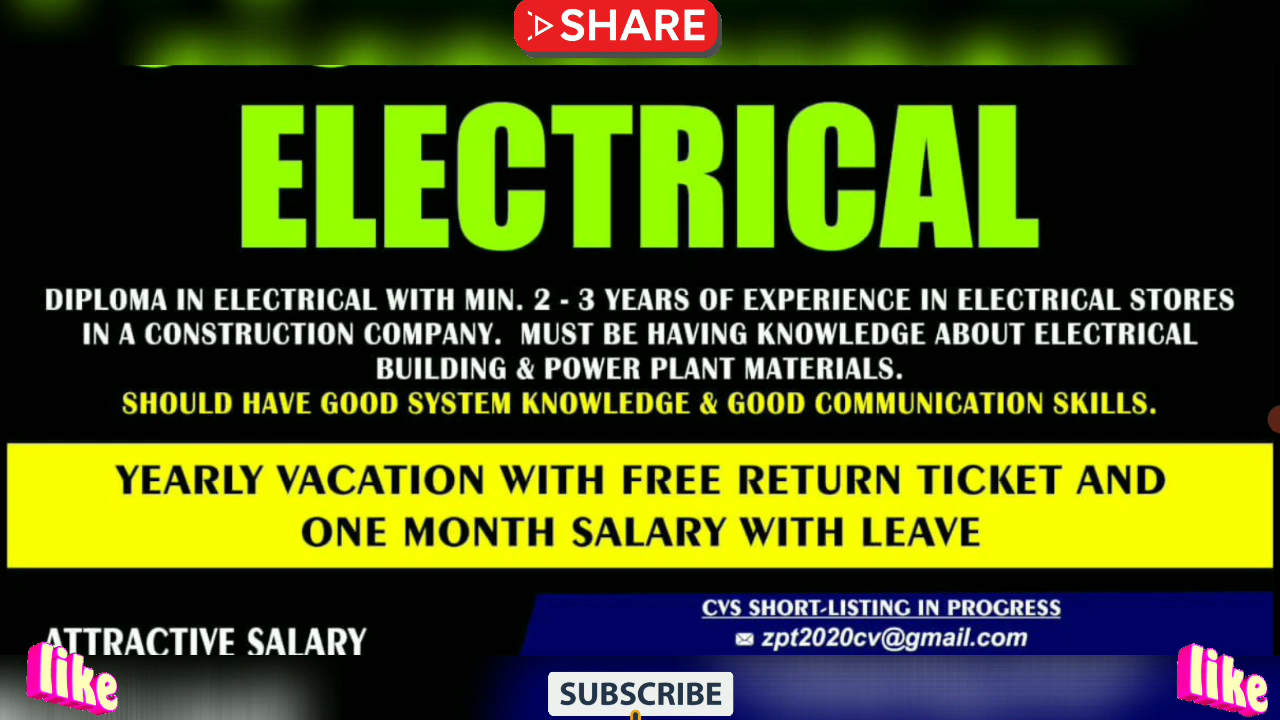 SHARE
ELECTRICAL
DIPLOMA IN ELECTRICAL WITH MIN. 2 - 3 YEARS OF EXPERIENCE IN ELECTRICAL STORES
IN A CONSTRUCTION COMPANY. MUST BE HAVING KNOWLEDGE ABOUT ELECTRICAL
BUILDING & POWER PLANT MATERIALS.
SHOULD HAVE GOOD SYSTEM KNOWLEDGE & GOOD COMMUNICATION SKILLS.
YEARLY VACATION WITH FREE RETURN TICKET AND
ONE MONTH SALARY WITH LEAVE
CVS SHORT-LISTING IN PROGRESS
zpt2020cv@gmail.com
ATTRACTIVE SALARY
like
like
SUBSCRIBE